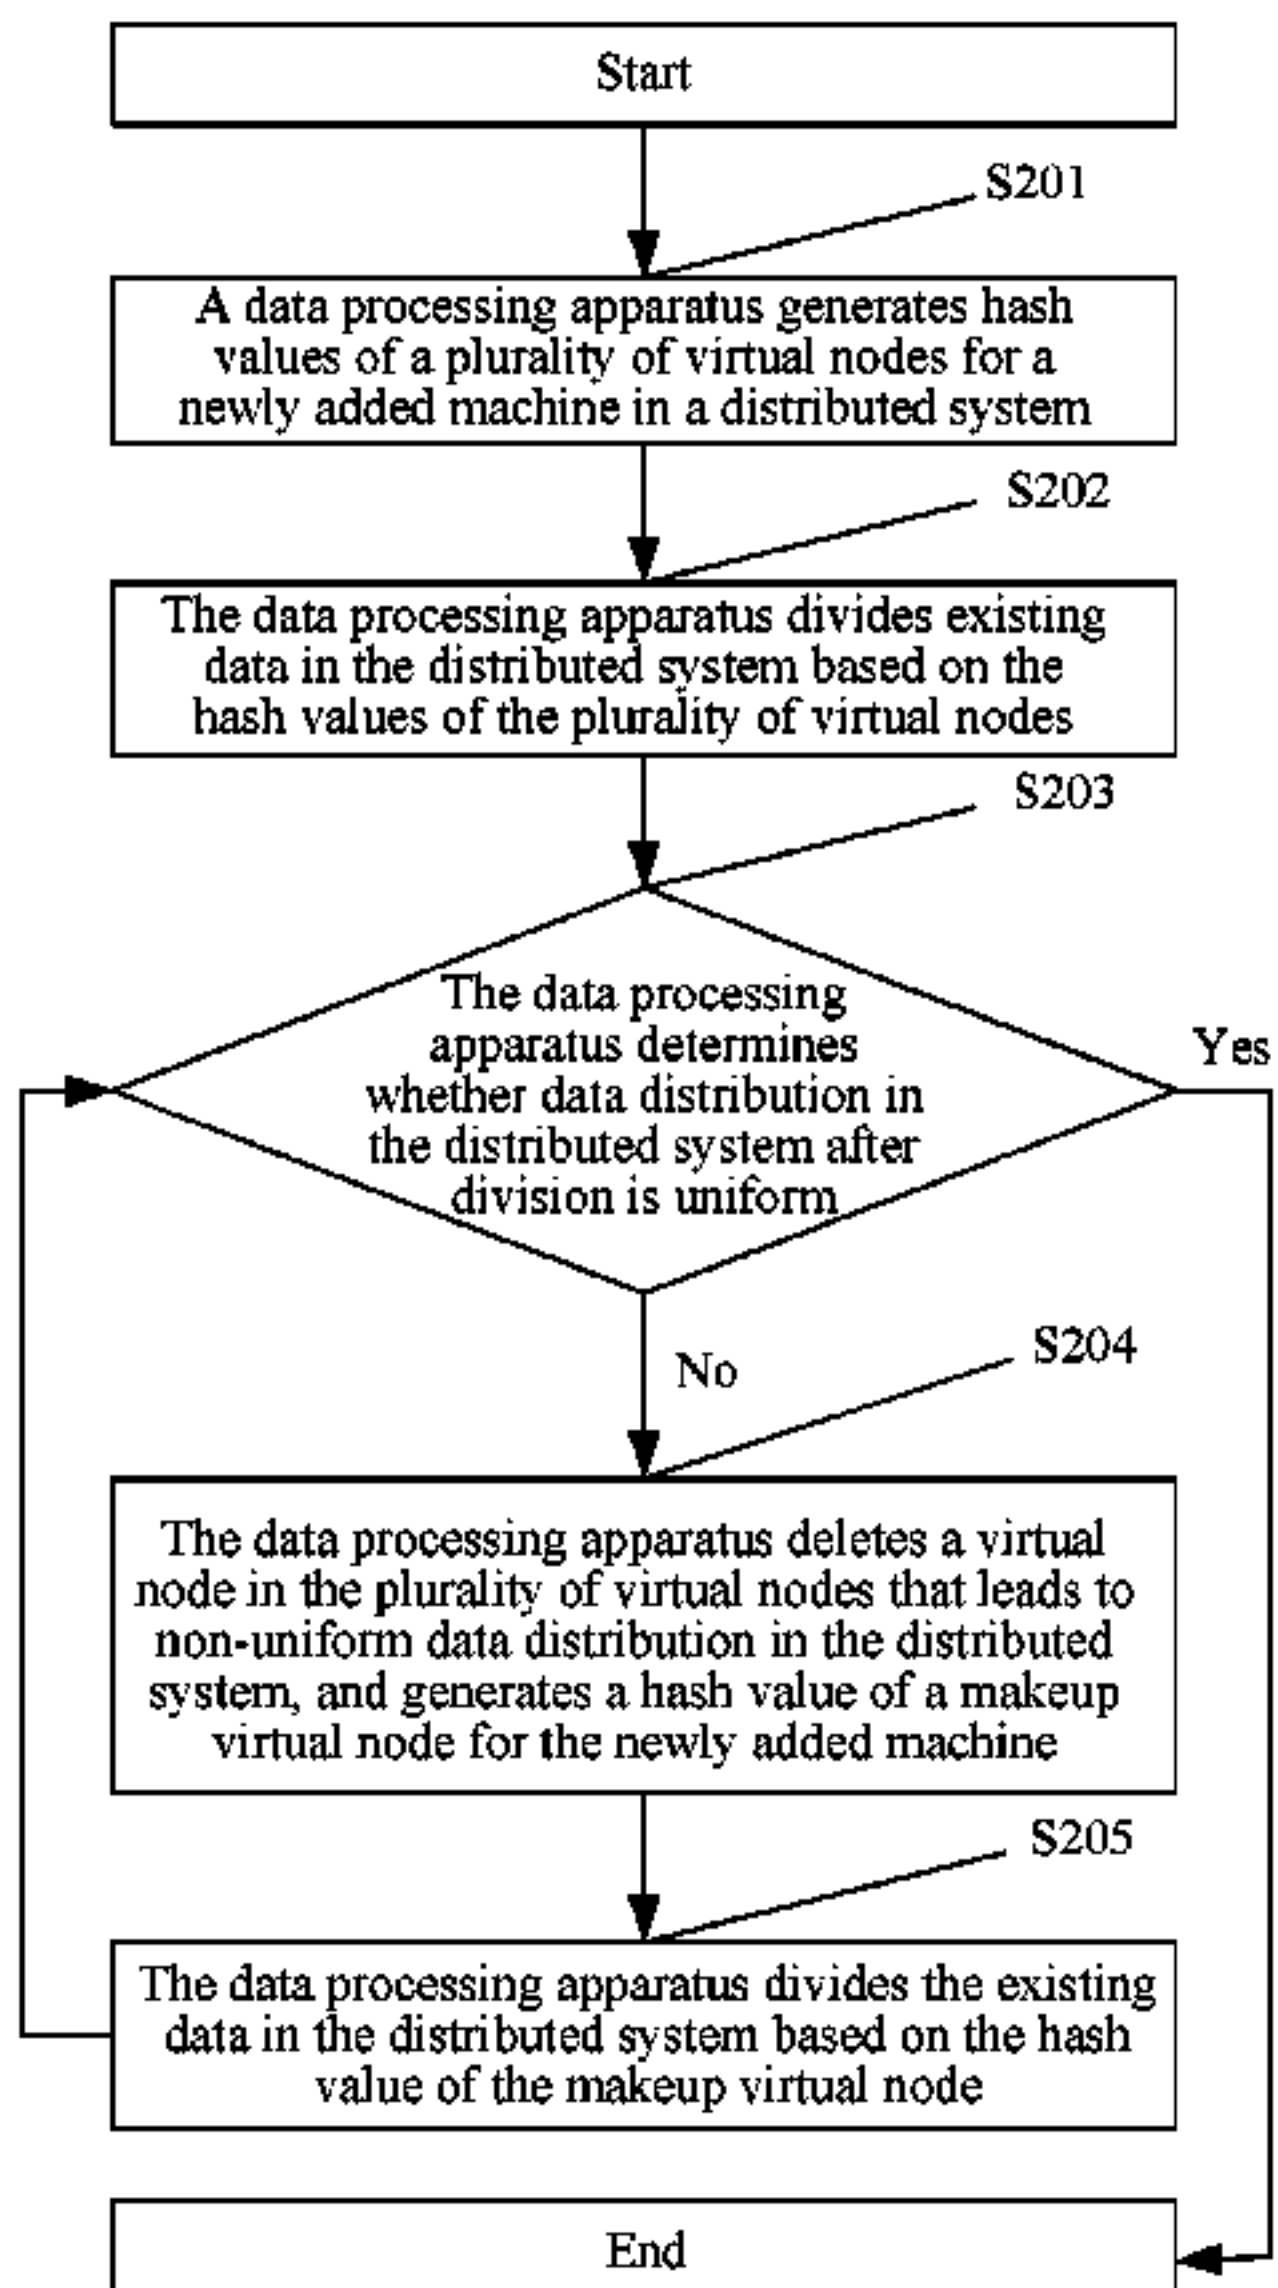 Start
S201
A data processing apparatus generates hash
values of a plurality of virtual nodes for a
newly added machine in a distributed system
S202
The data processing apparatus divides existing
data in the distributed system based on the
hash values of the plurality of virtual nodes
S203
The data processing
apparatus determines
whether data distribution in
the distributed system after
division is uniform
Yes
No
S204
The data processing apparatus deletes a virtual
node in the plurality of virtual nodes that leads to
non-uniform data distribution in the distributed
system, and generates a hash value of a makeup
virtual node for the newly added machine
S205
The data processing apparatus divides the existing
data in the distributed system based on the hash
value of the makeup virtual node
End